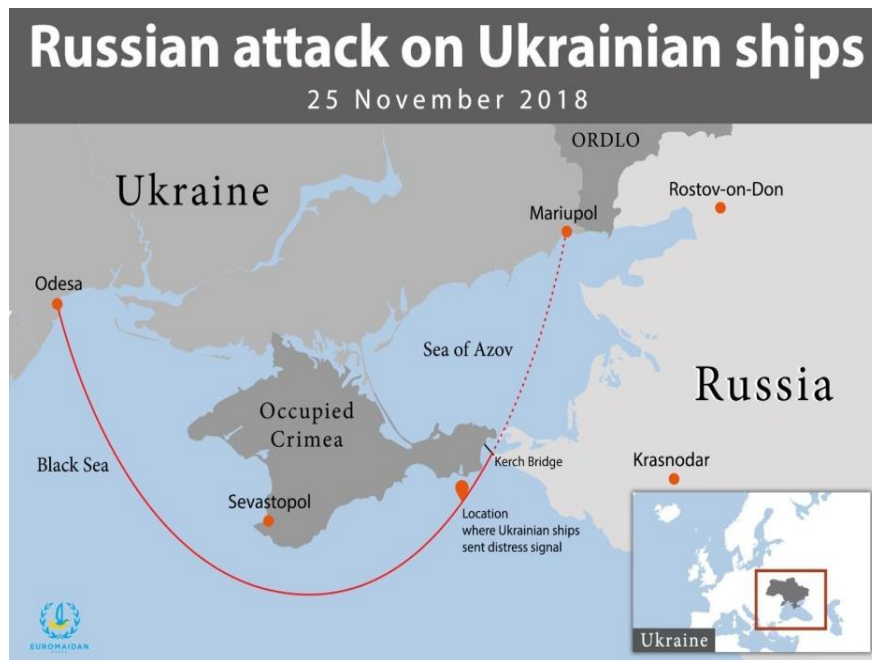 Russian attack on Ukrainian ships
25 November 2018
ORDLO
Ukraine
Rostov-on-Don
Mariupol
Odesa
Sea of Azov
Russia
Occupied
Crimea
Black Sea
Kerch Bridge
Krasnodar
Sevastopol
Location
where Ukrainian ships
sent distress signal
EUROMAIDAN
Ukraine